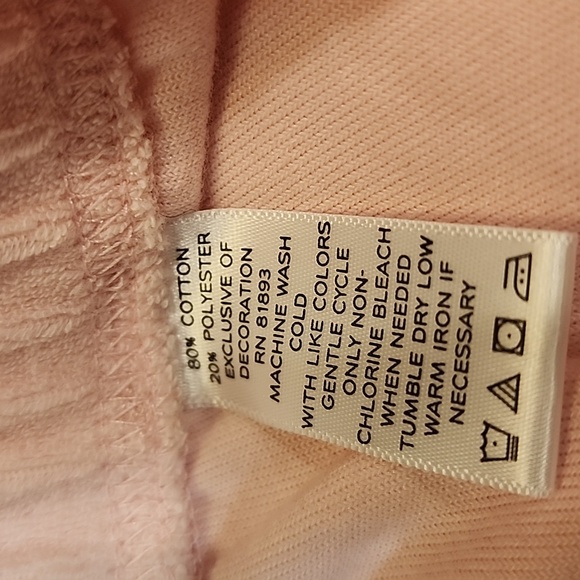 80% COTTON
20% POLYESTER
EXCLUSIVE OF
DECORATION
RN 81893
MACHINE WASH
COLD
WITH LIKE COLORS
GENTLE CYCLE
ONLY NON-
CHLORINE BLEACH
WHEN NEEDED
TUMBLE DRY LOW
WARM IRON IF
NECESSARY